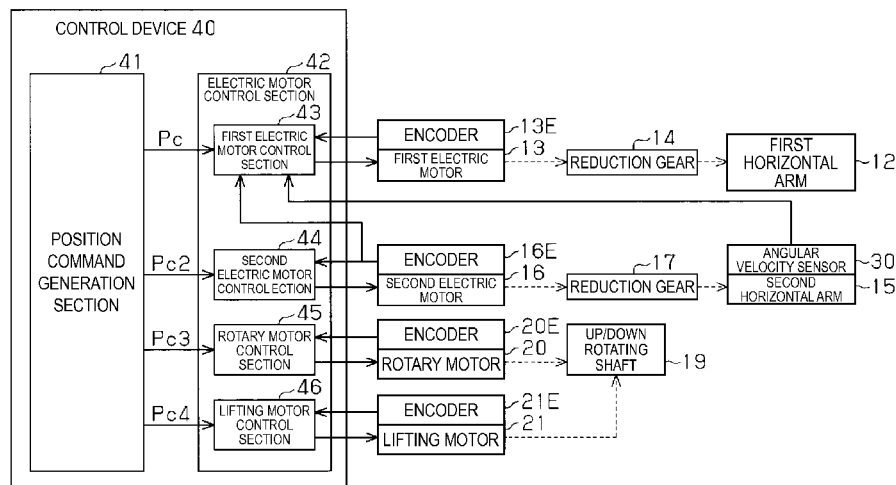 CONTROL DEVICE 40
41
42
POSITION
COMMAND
GENERATION
SECTION
ELECTRIC MOTOR
CONTROL SECTION
43
Pc
FIRST ELECTRIC
MOTOR CONTROL
SECTION
ENCODER
13E
FIRST ELECTRIC
MOTOR
13
14
REDUCTION GEAR
FIRST
HORIZONTAL
ARM
12
44
Pc2
SECOND
ELECTRIC MOTOR
CONTROL ECTION
ENCODER
16E
SECOND ELECTRIC
MOTOR
16
17
REDUCTION GEAR
ANGULAR
VELOCITY SENSOR
30
SECOND
HORIZONTAL ARM
15
45
Pc3
ROTARY MOTOR
CONTROL
SECTION
ENCODER
20E
ROTARY MOTOR
20
UP/DOWN
ROTATING
SHAFT
19
46
Pc4
LIFTING MOTOR
CONTROL
SECTION
ENCODER
21E
LIFTING MOTOR
21